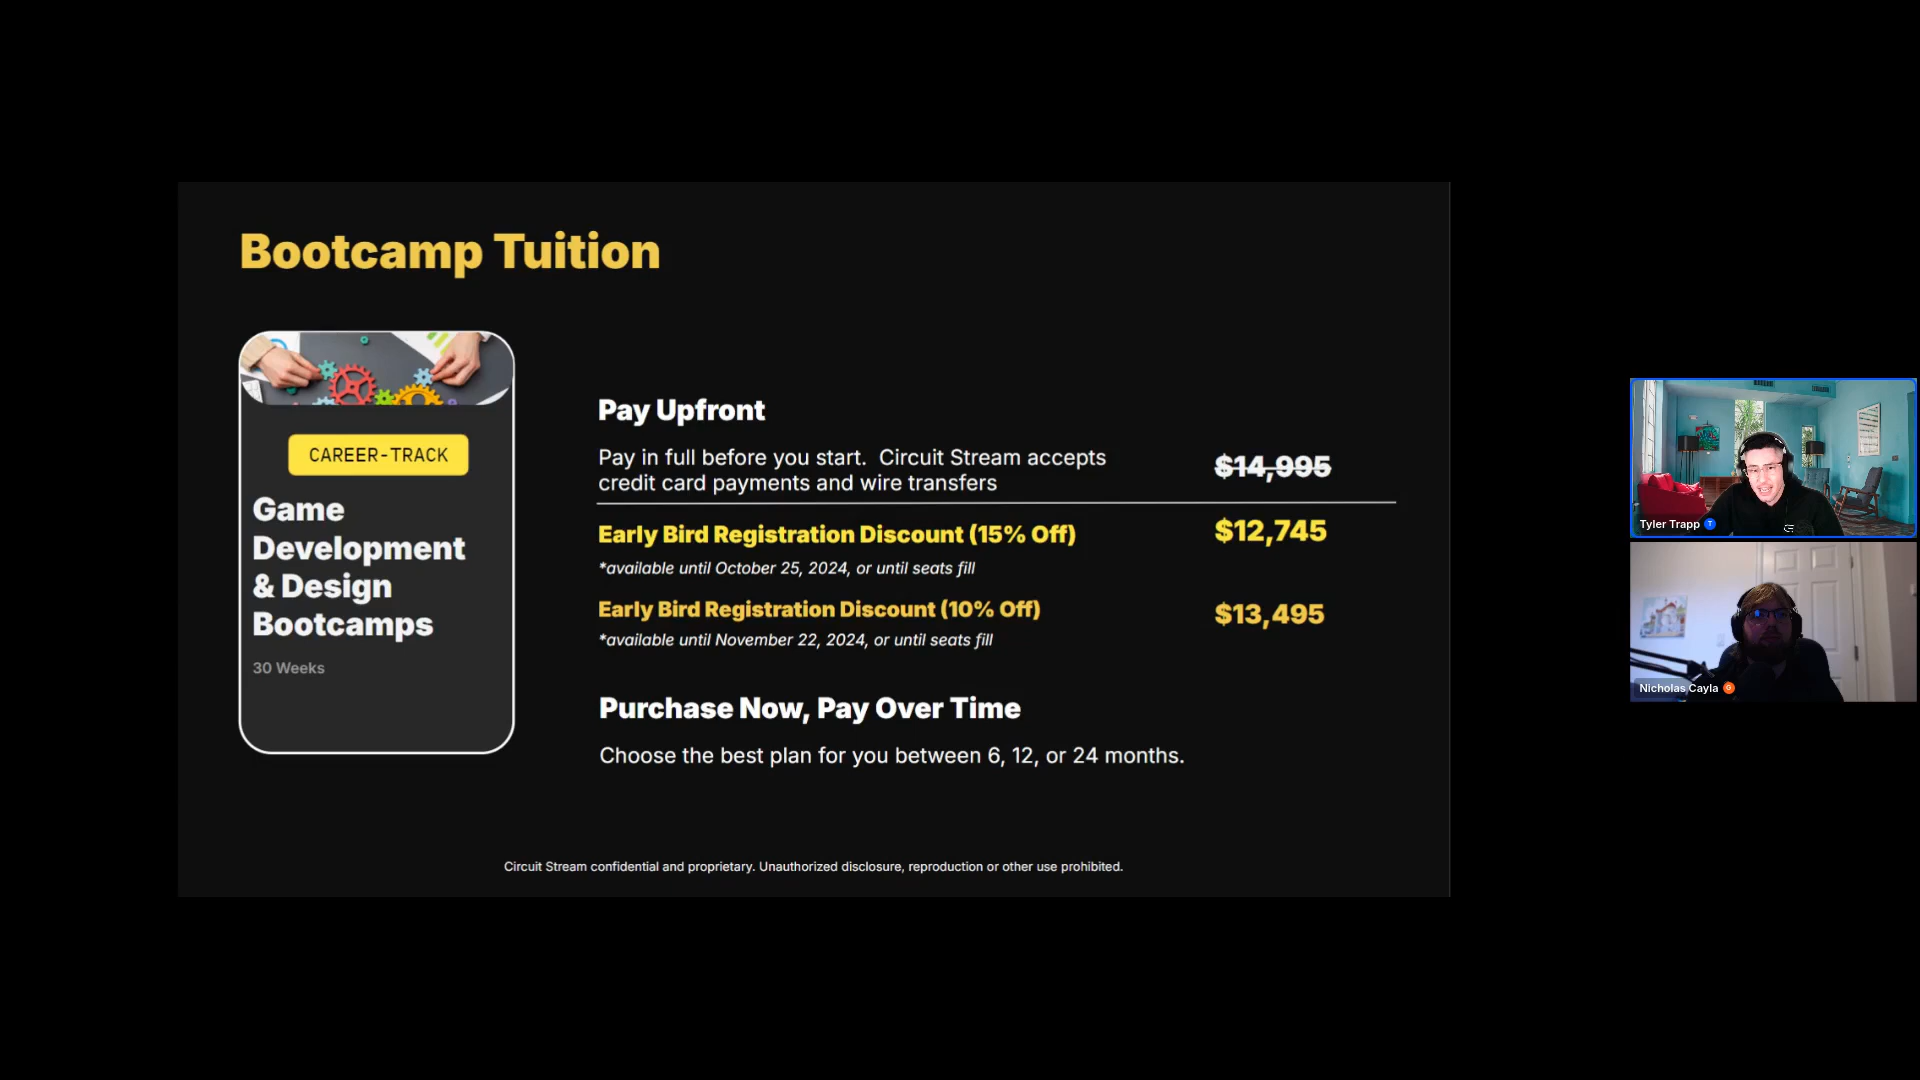 Bootcamp Tuition
CAREER-TRACK
Game
Development
& Design
Bootcamps
30 Weeks
Pay Upfront
Pay in full before you start. Circuit Stream accepts
credit card payments and wire transfers
$14,995
Early Bird Registration Discount (15% Off)
$12,745
*available until October 25, 2024, or until seats fill
Early Bird Registration Discount (10% Off)
$13,495
*available until November 22, 2024, or until seats fill
Purchase Now, Pay Over Time
Choose the best plan for you between 6, 12, or 24 months.
Circuit Stream confidential and proprietary. Unauthorized disclosure, reproduction or other use prohibited.
Tyler Trapp
Nicholas Cayla